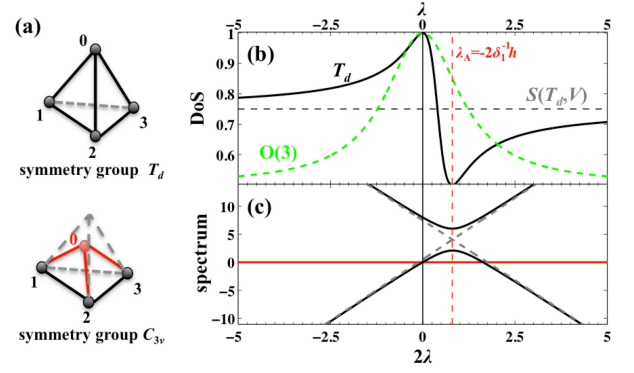 (a)
0
1
3
2
symmetry group T_d
0
1
3
2
symmetry group C_{3v}
λ
−5 −2.5 0 2.5 5
(b)
λ_A=-2δ_1^{-1}h
T_d
S(T_d,V)
O(3)
DoS
1
0.9
0.8
0.7
0.6
(c)
spectrum
10
5
0
−5
−10
−5 −2.5 0 2.5 5
2λ